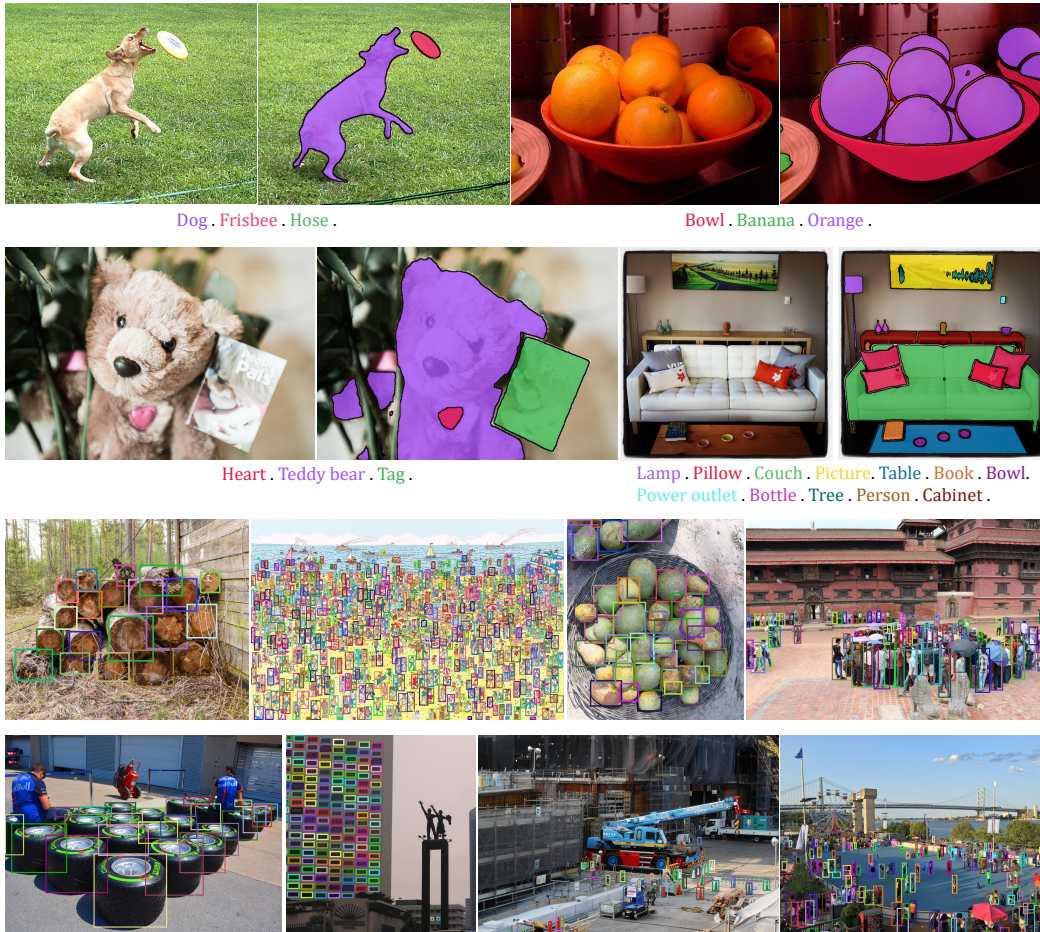 Dog . Frisbee . Hose .
Bowl . Banana . Orange .
Pals
Heart . Teddy bear . Tag .
Lamp . Pillow . Couch . Picture. Table . Book . Bowl.
Power outlet . Bottle . Tree . Person . Cabinet .